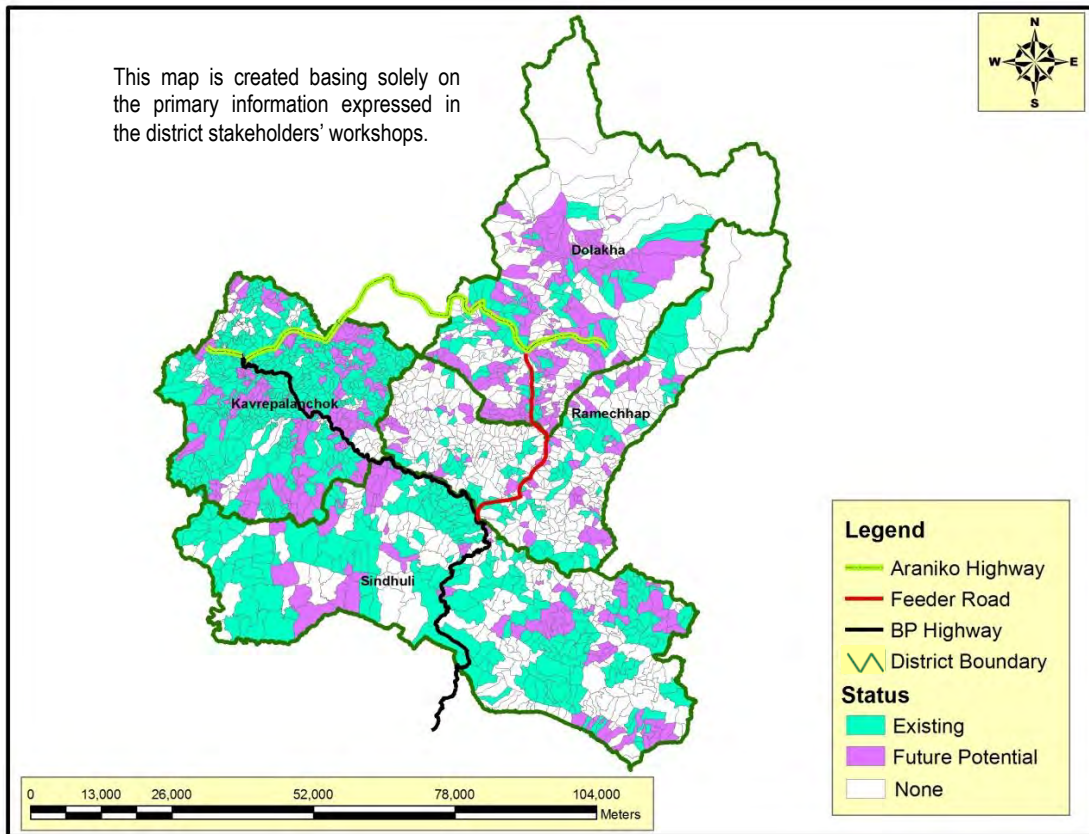 This map is created basing solely on
the primary information expressed in
the district stakeholders' workshops.
N
W E
S
Dolakha
Kavrepalanchok
Ramechhap
Sindhuli
Legend
Araniko Highway
Feeder Road
BP Highway
District Boundary
Status
Existing
Future Potential
None
0 13,000 26,000 52,000 78,000 104,000
Meters